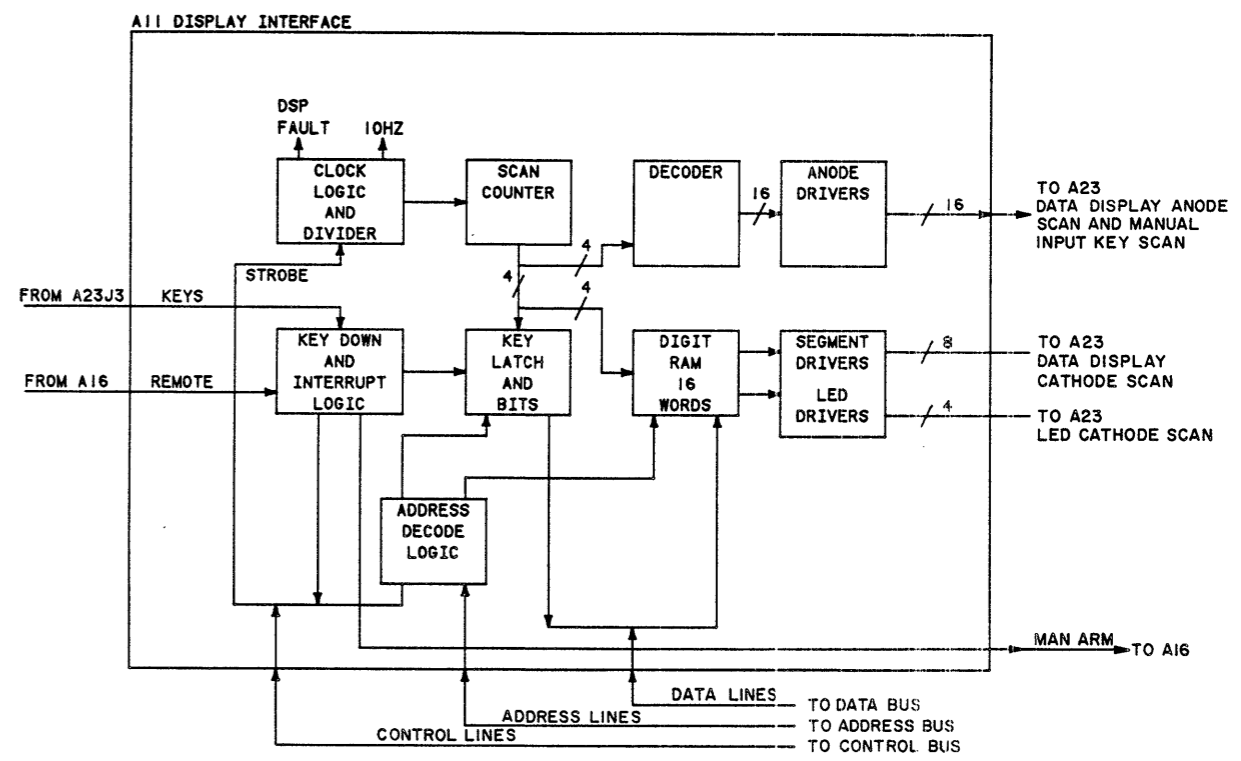 A11 DISPLAY INTERFACE
DSP
FAULT
10HZ
CLOCK
LOGIC
AND
DIVIDER
SCAN
COUNTER
DECODER
16
ANODE
DRIVERS
16
TO A23
DATA DISPLAY ANODE
SCAN AND MANUAL
INPUT KEY SCAN
STROBE
4
4
4
FROM A23J3
KEYS
KEY DOWN
AND
INTERRUPT
LOGIC
KEY
LATCH
AND
BITS
DIGIT
RAM
16
WORDS
SEGMENT
DRIVERS
LED
DRIVERS
8
TO A23
DATA DISPLAY
CATHODE SCAN
FROM A16
REMOTE
4
TO A23
LED CATHODE SCAN
ADDRESS
DECODE
LOGIC
MAN ARM
TO A16
DATA LINES
TO DATA BUS
ADDRESS LINES
TO ADDRESS BUS
CONTROL LINES
TO CONTROL BUS